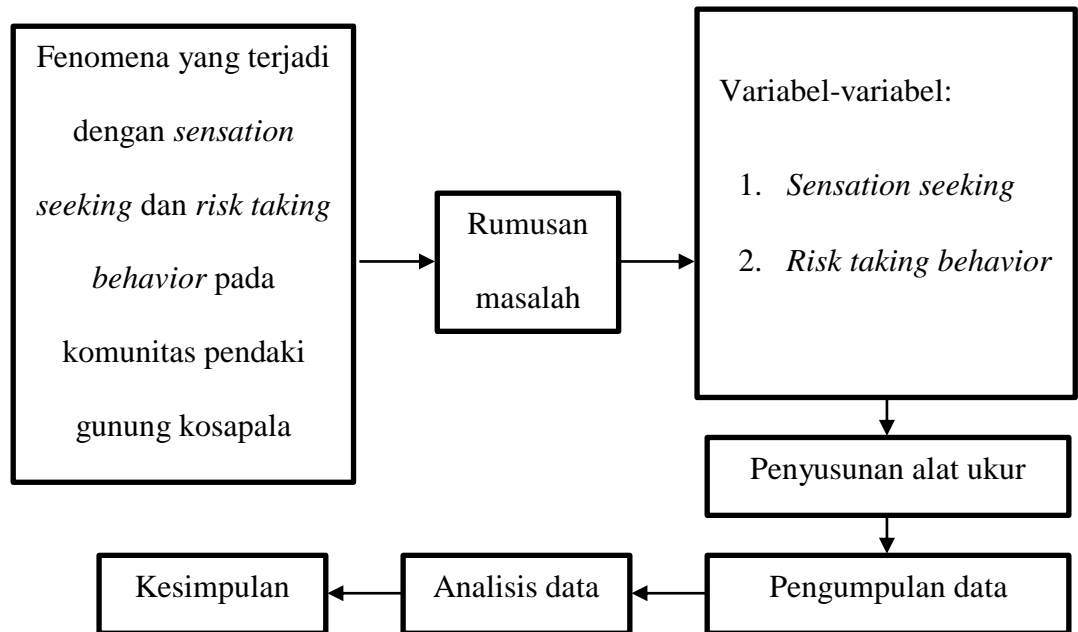 Fenomena yang terjadi
dengan sensation
seeking dan risk taking
behavior pada
komunitas pendaki
gunung kosapala
Rumusan
masalah
Variabel-variabel:
1. Sensation seeking
2. Risk taking behavior
Penyusunan alat ukur
Pengumpulan data
Analisis data
Kesimpulan